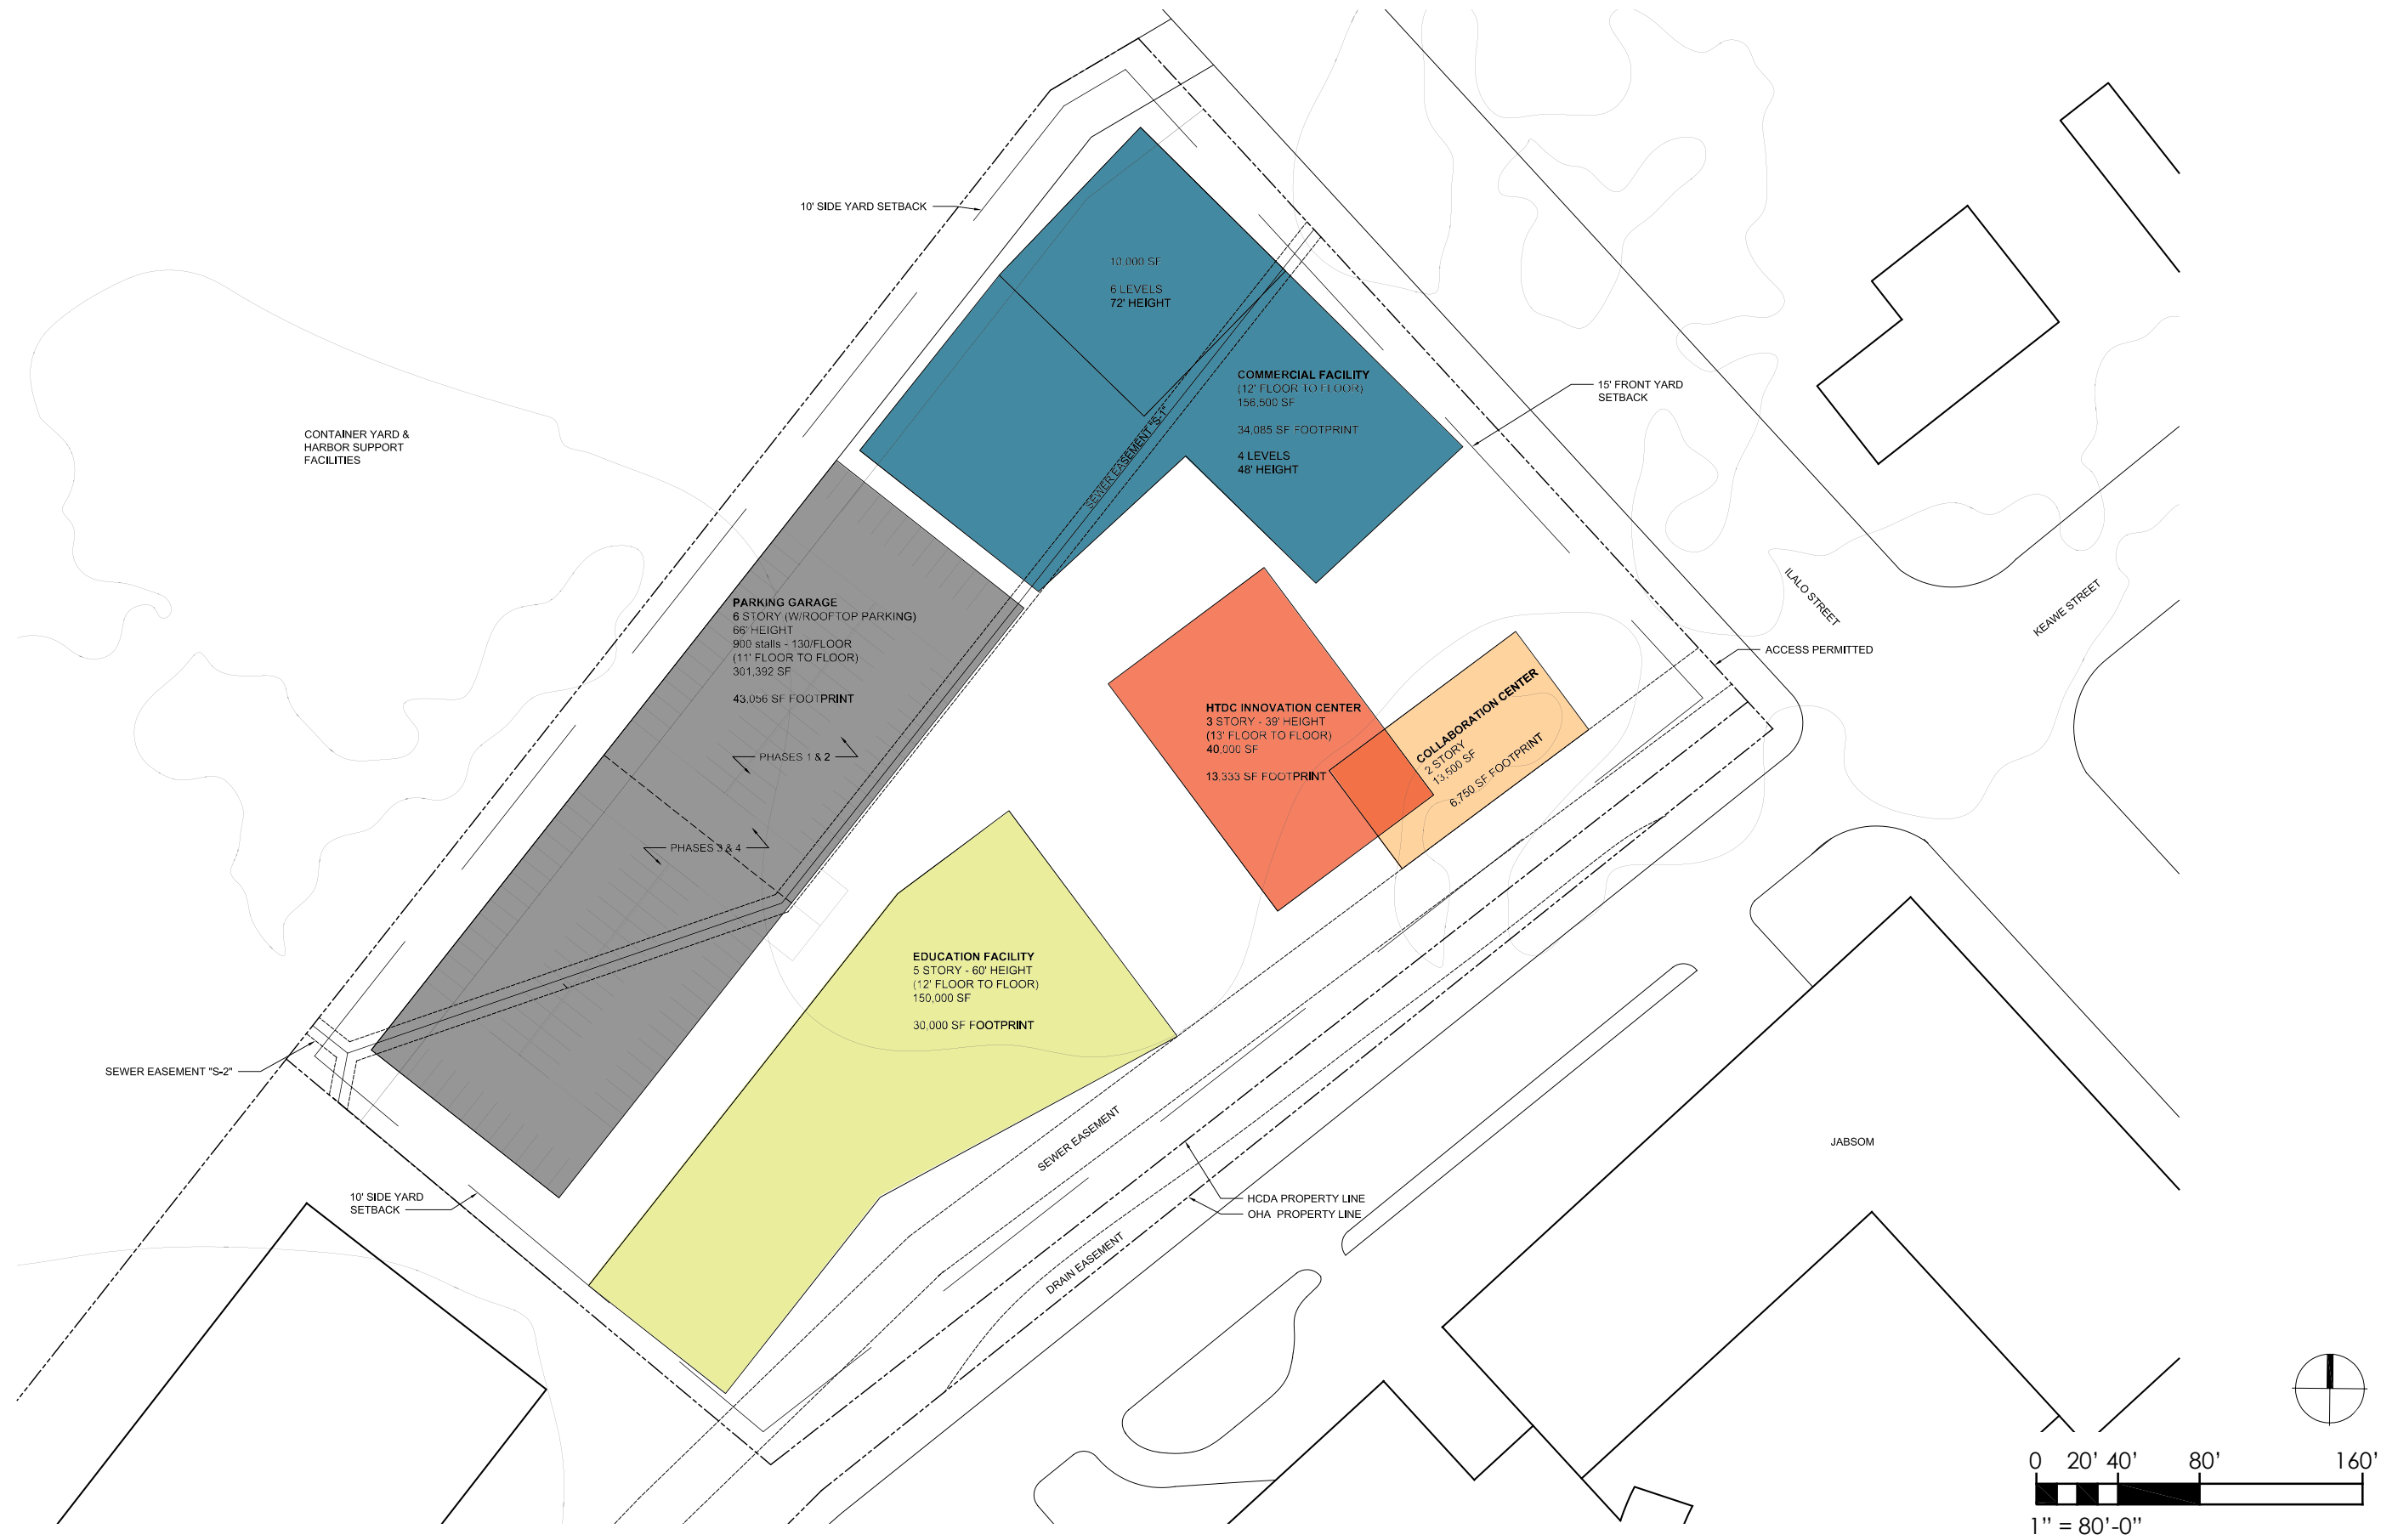 10' SIDE YARD SETBACK
10,000 SF
6 LEVELS
72' HEIGHT
COMMERCIAL FACILITY
(12' FLOOR TO FLOOR)
156,500 SF
34,085 SF FOOTPRINT
4 LEVELS
48' HEIGHT
15' FRONT YARD
SETBACK
CONTAINER YARD &
HARBOR SUPPORT
FACILITIES
SEWER EASEMENT "S-1"
PARKING GARAGE
6 STORY (W/ROOFTOP PARKING)
66' HEIGHT
900 stalls - 130/FLOOR
(11' FLOOR TO FLOOR)
301,392 SF
43,056 SF FOOTPRINT
PHASES 1 & 2
PHASES 3 & 4
ILALO STREET
KEAWE STREET
ACCESS PERMITTED
HTDC INNOVATION CENTER
3 STORY - 39' HEIGHT
(13' FLOOR TO FLOOR)
40,000 SF
13,333 SF FOOTPRINT
COLLABORATION CENTER
2 STORY
13,500 SF
6,750 SF FOOTPRINT
EDUCATION FACILITY
5 STORY - 60' HEIGHT
(12' FLOOR TO FLOOR)
150,000 SF
30,000 SF FOOTPRINT
SEWER EASEMENT "S-2"
10' SIDE YARD
SETBACK
SEWER EASEMENT
HCDA PROPERTY LINE
OHA PROPERTY LINE
DRAIN EASEMENT
JABSOM
0 20' 40' 80' 160'
1" = 80'-0"